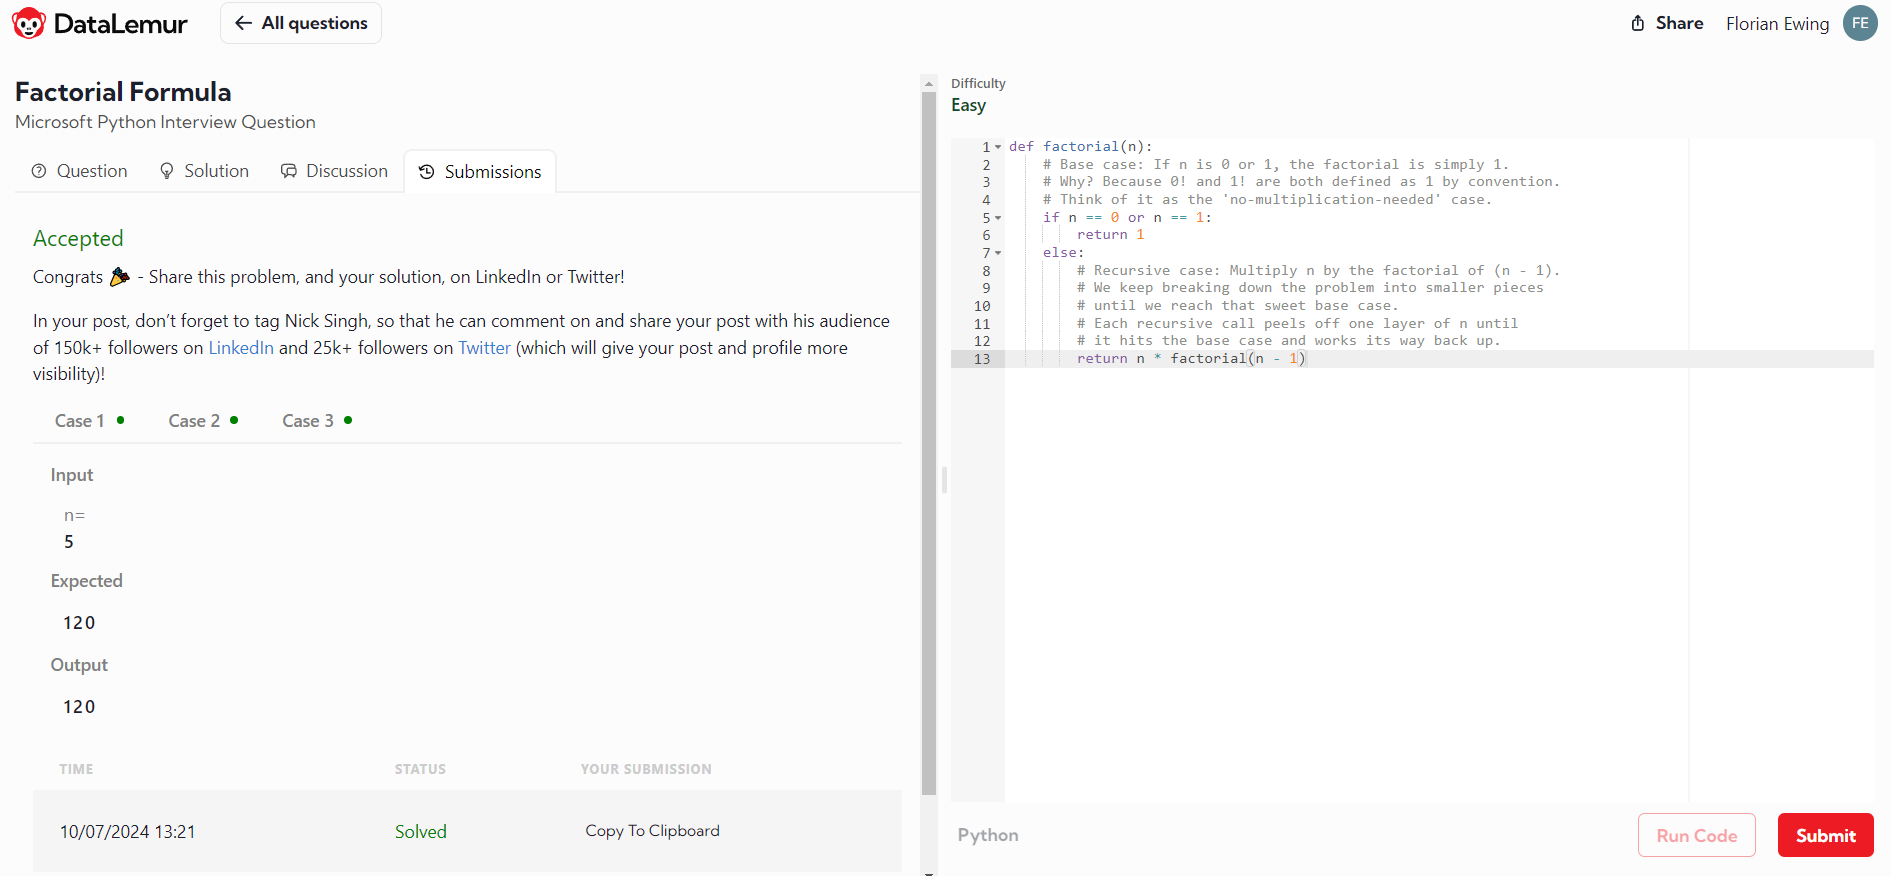 DataLemur
All questions
Share
Florian Ewing
FE
Factorial Formula
Microsoft Python Interview Question
Question
Solution
Discussion
Submissions
Accepted
Congrats 🎉 - Share this problem, and your solution, on LinkedIn or Twitter!
In your post, don’t forget to tag Nick Singh, so that he can comment on and share your post with his audience
of 150k+ followers on LinkedIn and 25k+ followers on Twitter (which will give your post and profile more
visibility)!
Case 1
Case 2
Case 3
Input
n=
5
Expected
120
Output
120
TIME STATUS YOUR SUBMISSION
10/07/2024 13:21 Solved Copy To Clipboard
Difficulty
Easy
1 def factorial(n):
2     # Base case: If n is 0 or 1, the factorial is simply 1.
3     # Why? Because 0! and 1! are both defined as 1 by convention.
4     # Think of it as the 'no-multiplication-needed' case.
5     if n == 0 or n == 1:
6         return 1
7     else:
8         # Recursive case: Multiply n by the factorial of (n - 1).
9         # We keep breaking down the problem into smaller pieces
10         # until we reach that sweet base case.
11         # Each recursive call peels off one layer of n until
12         # it hits the base case and works its way back up.
13         return n * factorial(n - 1)
Python
Run Code
Submit